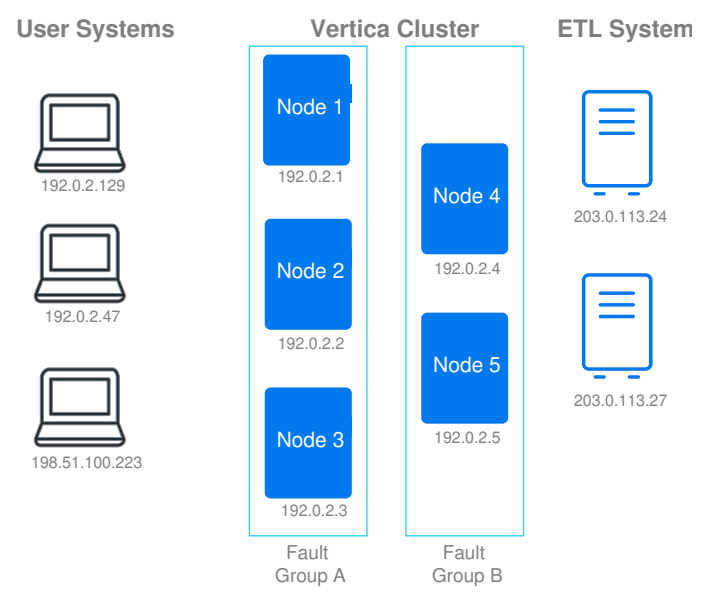 User Systems
192.0.2.129
192.0.2.47
198.51.100.223
Vertica Cluster
Node 1
192.0.2.1
Node 2
192.0.2.2
Node 3
192.0.2.3
Fault
Group A
Node 4
192.0.2.4
Node 5
192.0.2.5
Fault
Group B
ETL System
203.0.113.24
203.0.113.27